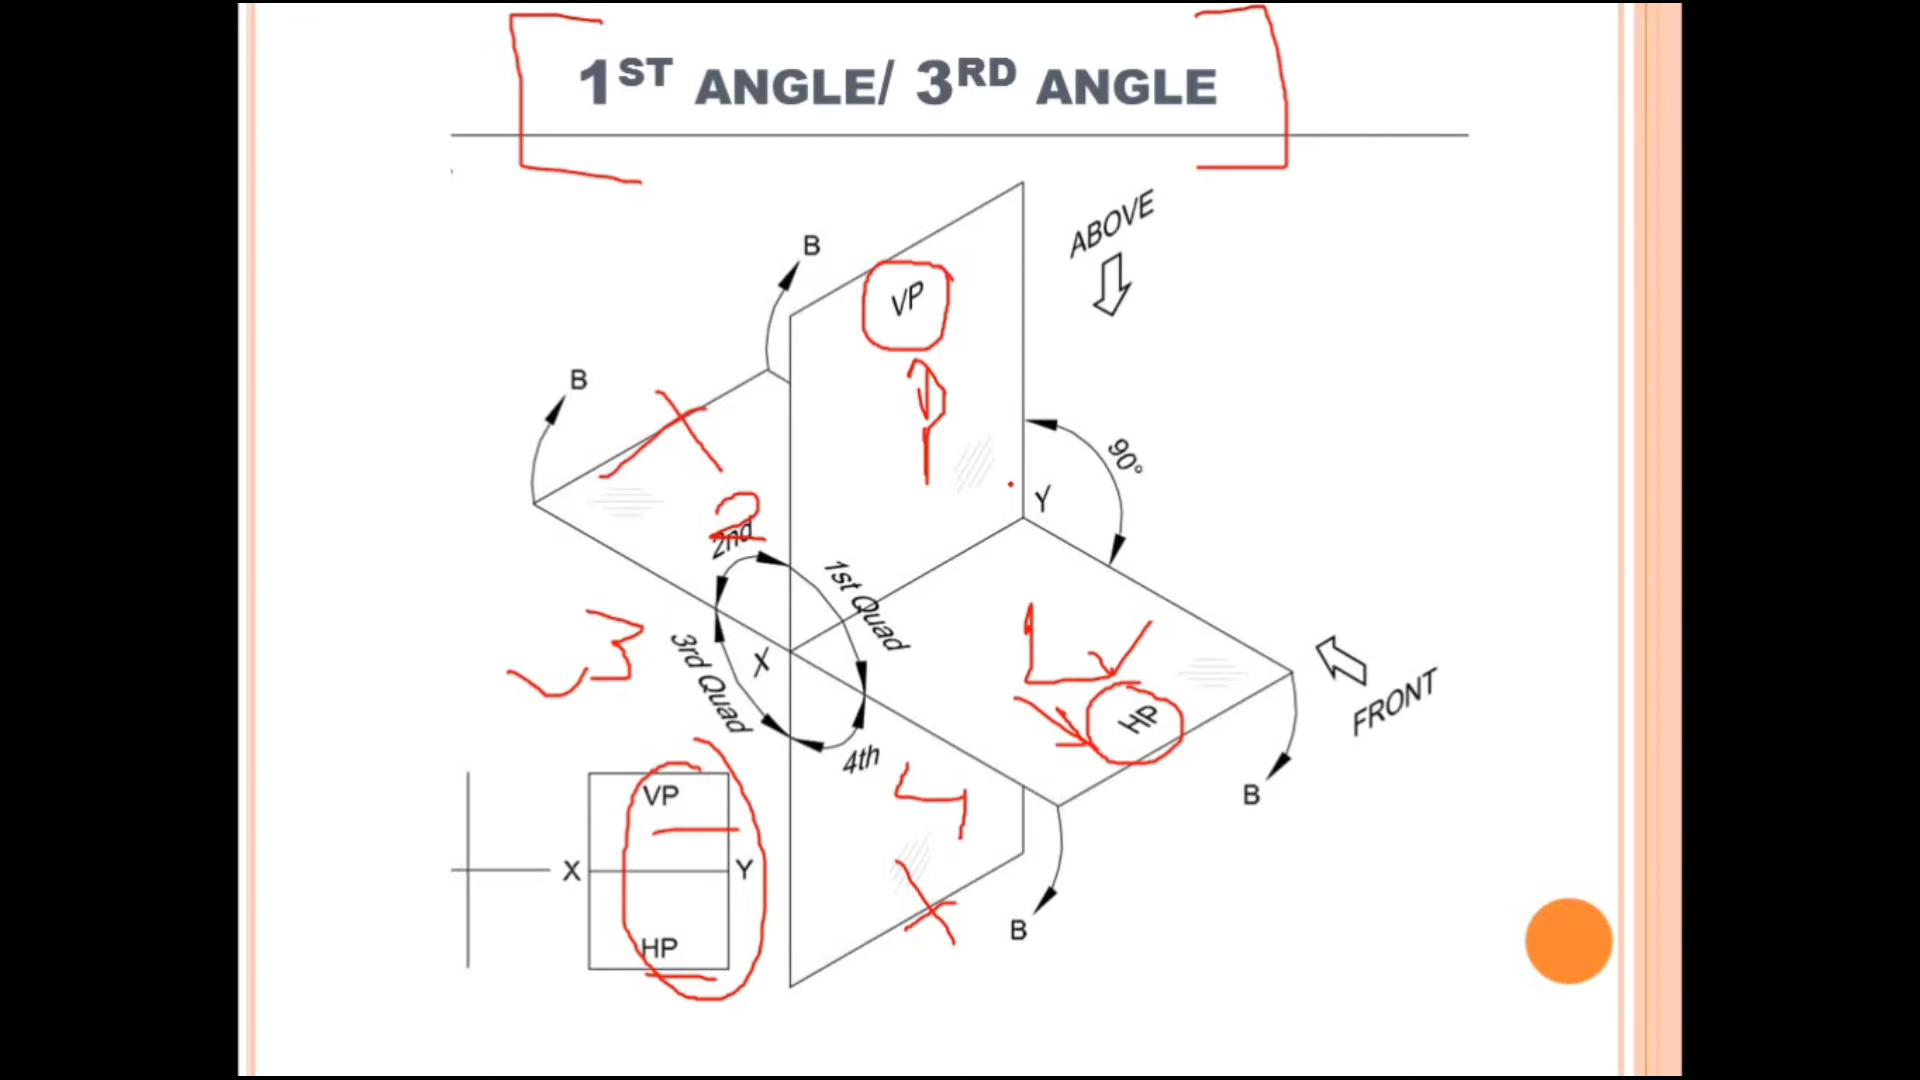 1ST ANGLE/ 3RD ANGLE
ABOVE
B
VP
B
90°
Y
2
2nd
1st Quad
3
3rd Quad
X
1
HP
FRONT
4th
4
B
VP
X
Y
HP
B